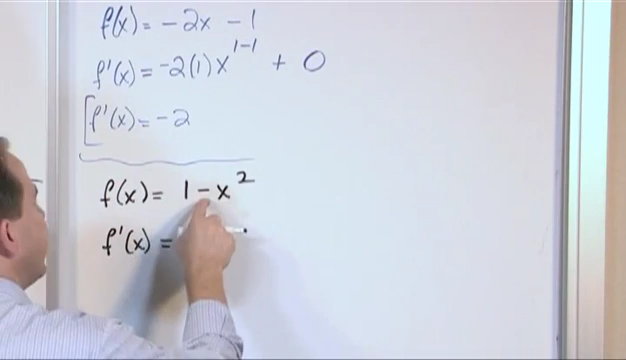 f(x) = -2x - 1
f'(x) = -2(1)x^{1-1} + 0
f'(x) = -2
f(x) = 1 - x^2
f'(x) =